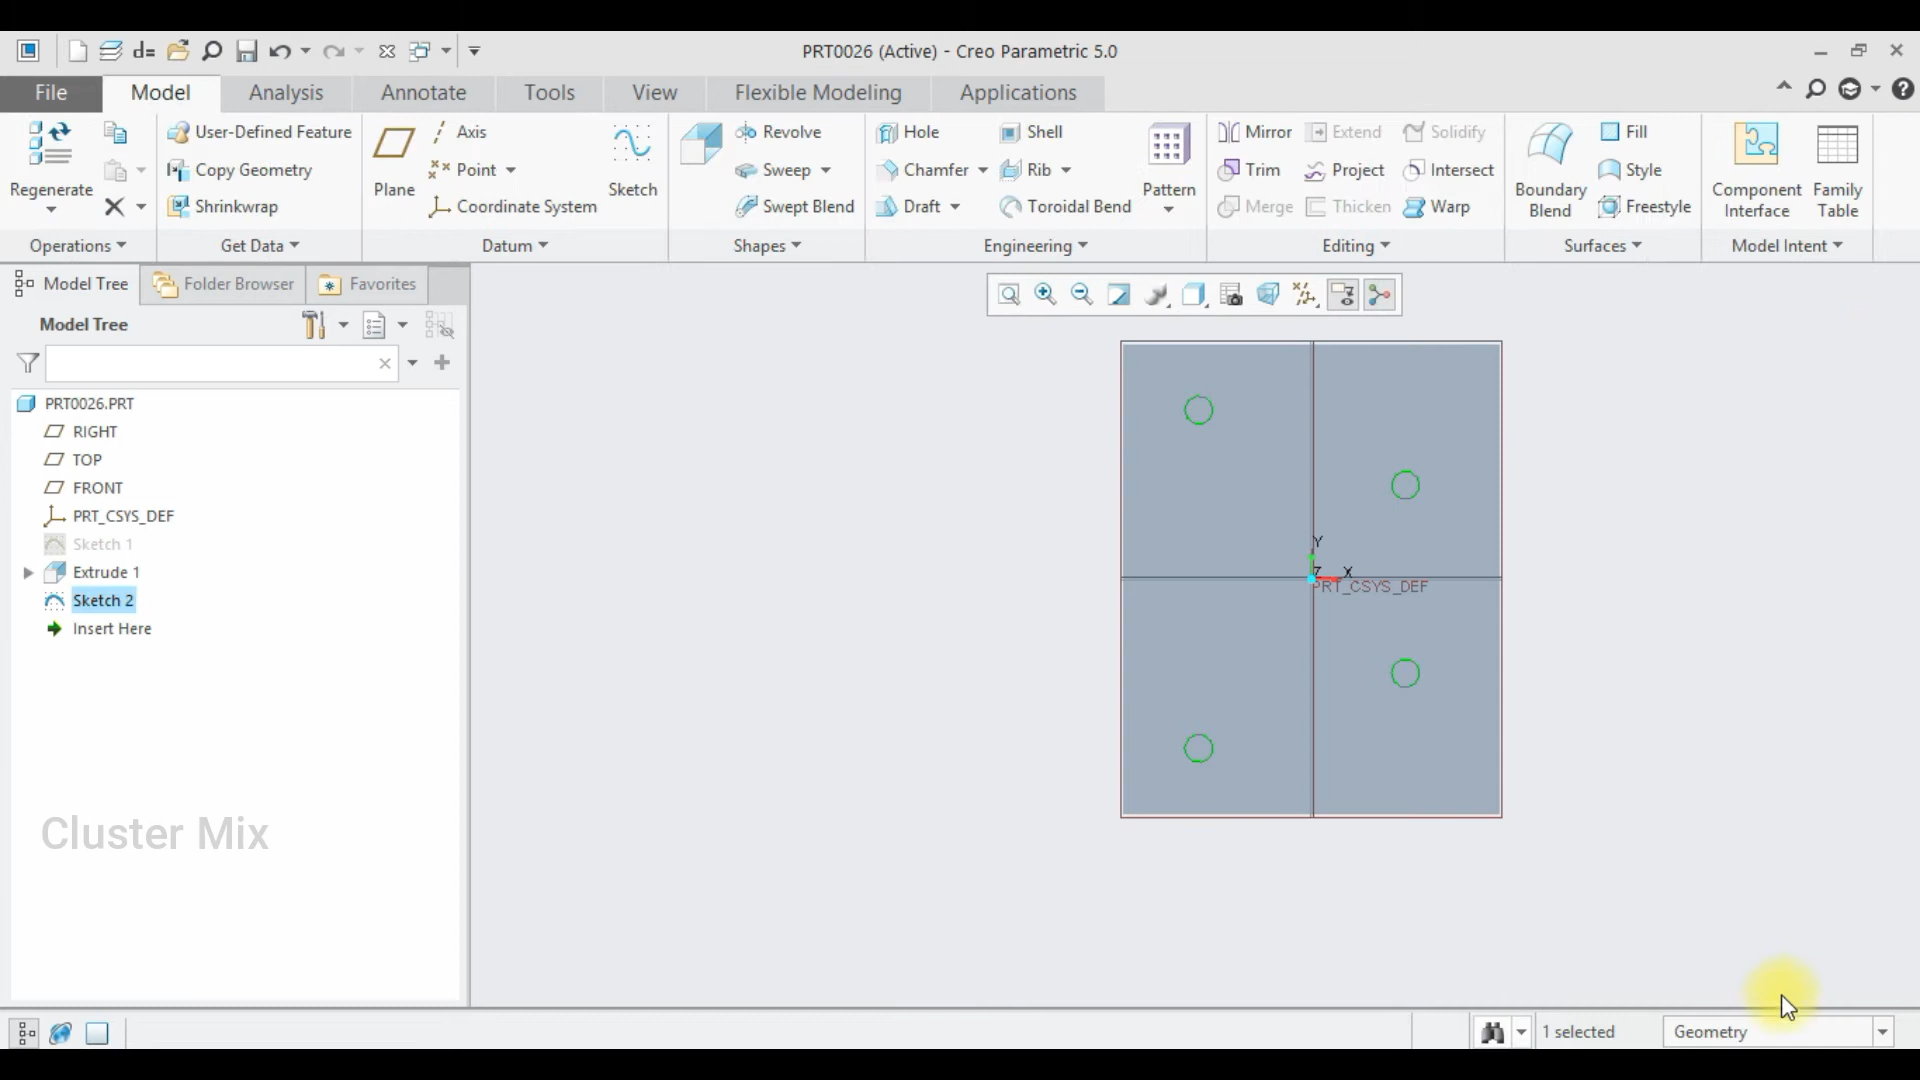 d=
PRT0026 (Active) - Creo Parametric 5.0
File Model Analysis Annotate Tools View Flexible Modeling Applications
User-Defined Feature Axis Revolve Hole Shell Mirror Extend Solidify Fill
Copy Geometry Point Sweep Chamfer Rib Trim Project Intersect Style
Regenerate Plane Sketch Pattern Boundary Blend Component Interface Family Table
Shrinkwrap Coordinate System Swept Blend Draft Toroidal Bend Merge Thicken Warp Freestyle
Operations Get Data Datum Shapes Engineering Editing Surfaces Model Intent
Model Tree Folder Browser Favorites
Model Tree
PRT0026.PRT
RIGHT
TOP
FRONT
PRT_CSYS_DEF
Sketch 1
Extrude 1
Sketch 2
Insert Here
Y
Z X
PRT_CSYS_DEF
Cluster Mix
1 selected Geometry